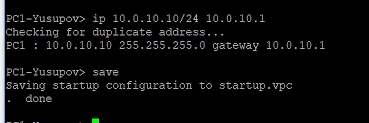 PC1-Yusupov> ip 10.0.10.10/24 10.0.10.1
Checking for duplicate address...
PC1 : 10.0.10.10 255.255.255.0 gateway 10.0.10.1
PC1-Yusupov> save
Saving startup configuration to startup.vpc
.  done
PC1-Yusupov>